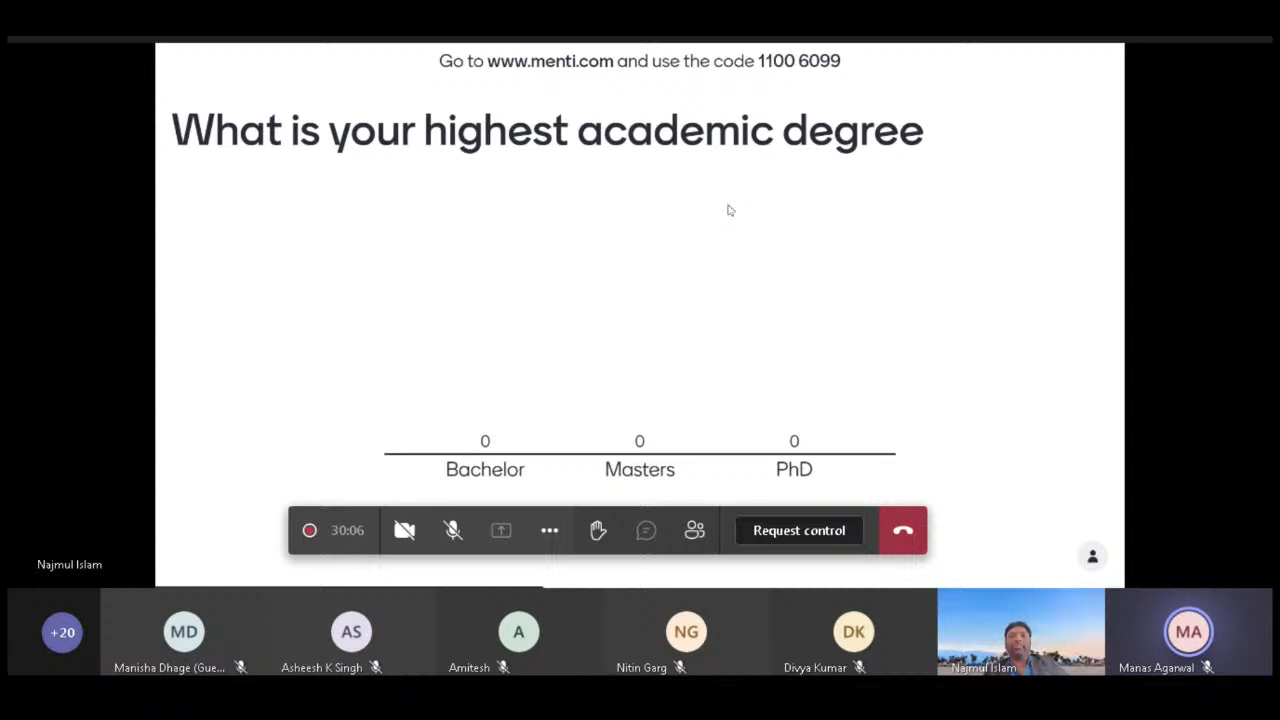 Go to www.menti.com and use the code 1100 6099
What is your highest academic degree
0 0 0
Bachelor Masters PhD
30:06
Request control
Najmul Islam
+20
MD
AS
A
NG
DK
MA
Manisha Dhage (Gue...
Asheesh K Singh
Amitesh
Nitin Garg
Divya Kumar
Najmul Islam
Manas Agarwal